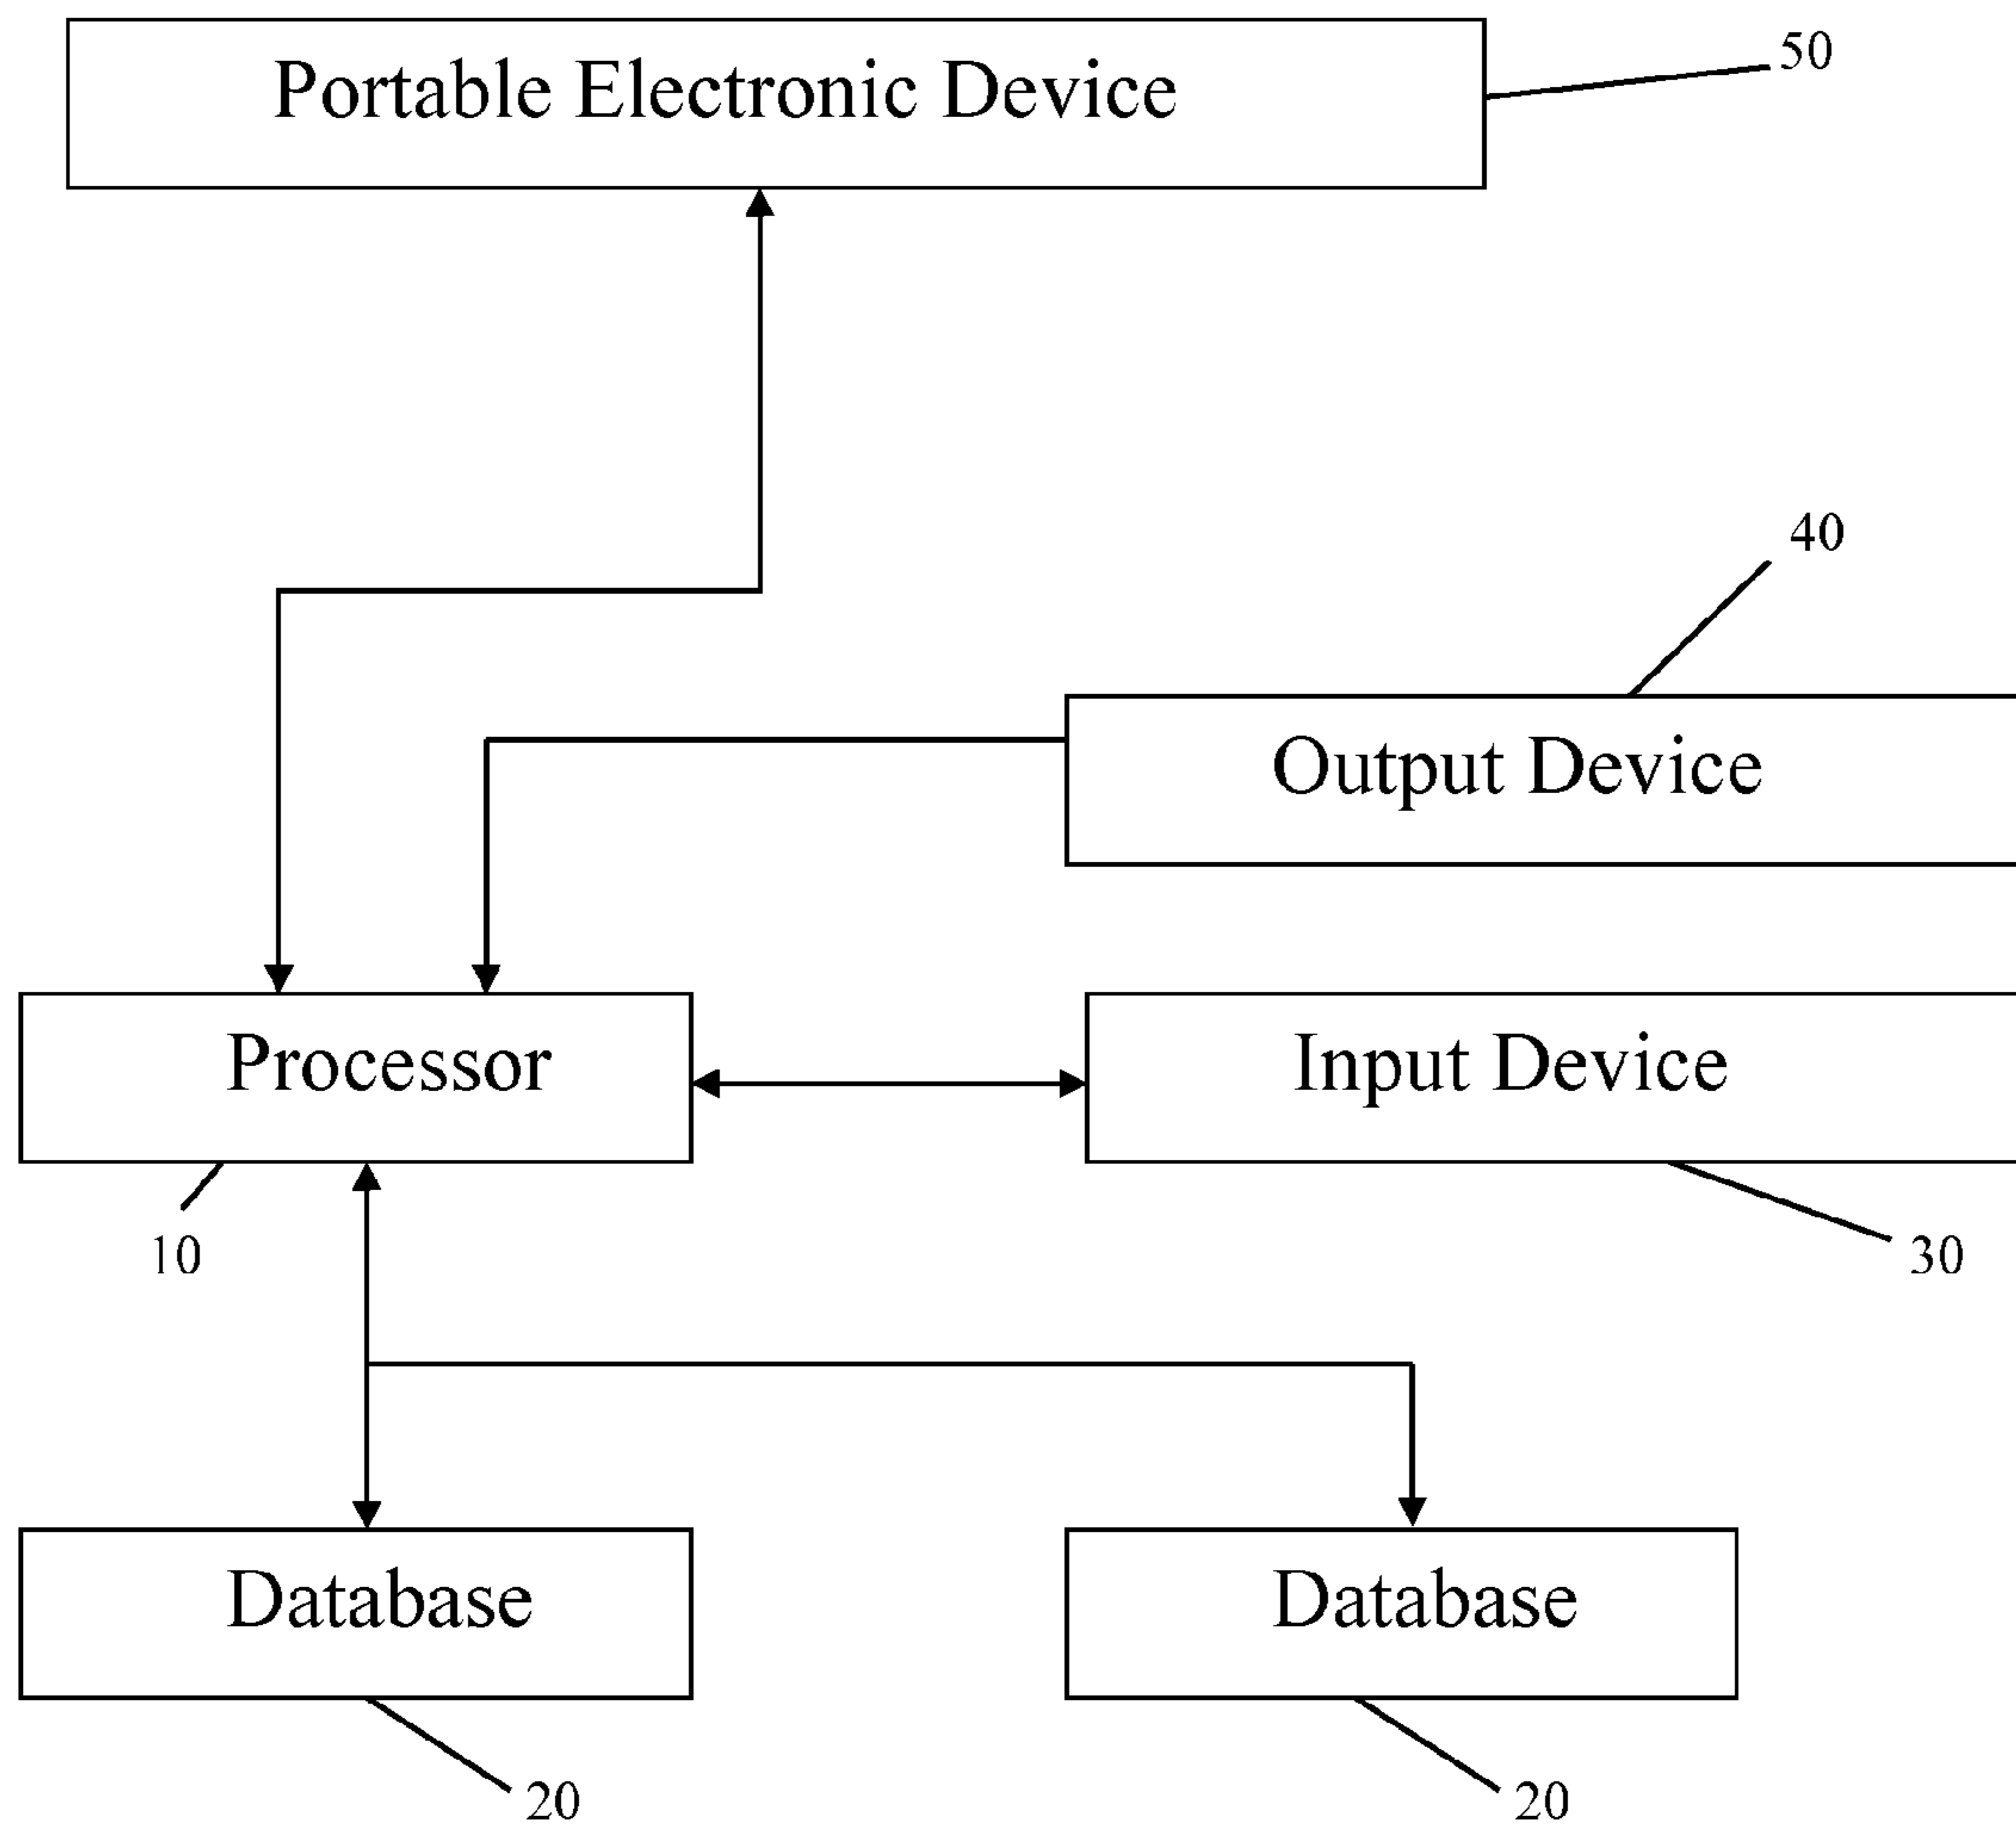 Portable Electronic Device
50
40
Output Device
Processor
Input Device
10
30
Database
Database
20
20